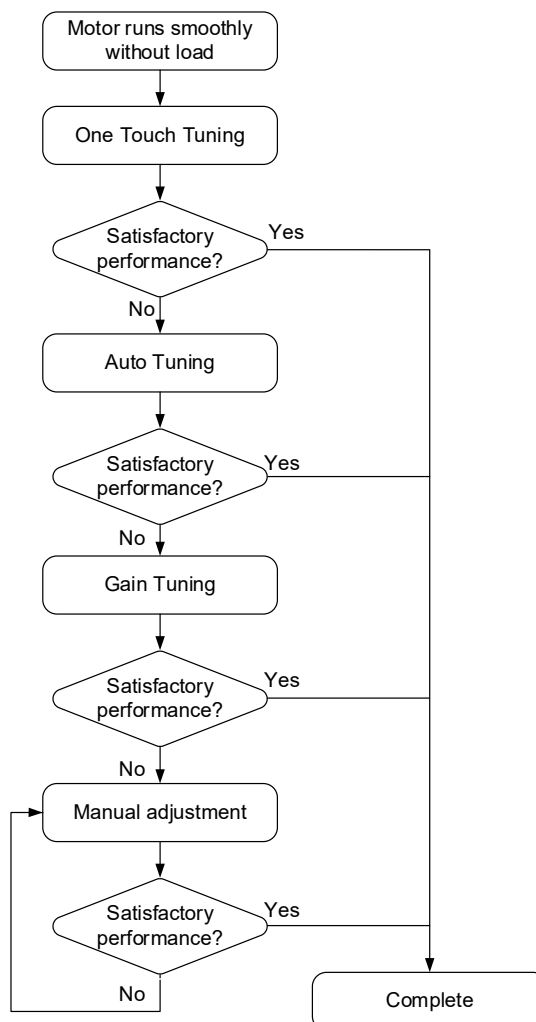 Motor runs smoothly
without load
One Touch Tuning
Satisfactory
performance?
Yes
No
Auto Tuning
Satisfactory
performance?
Yes
No
Gain Tuning
Satisfactory
performance?
Yes
No
Manual adjustment
Satisfactory
performance?
Yes
No
Complete